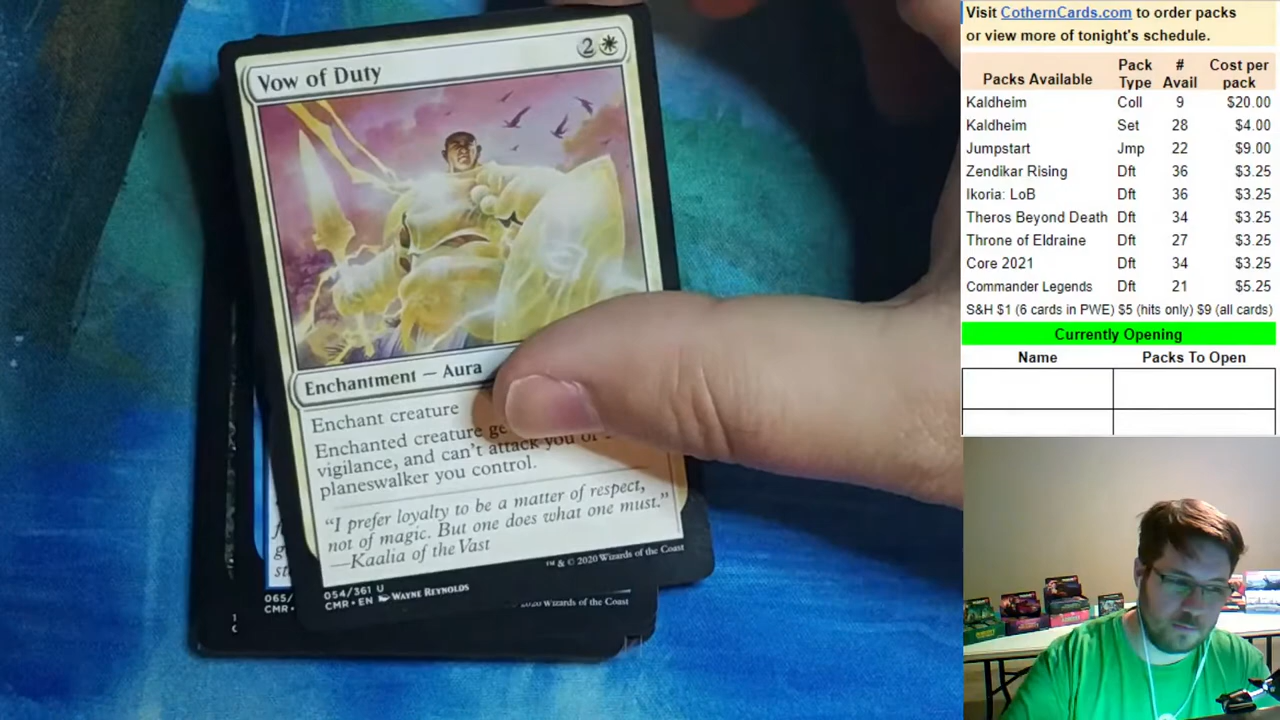 Vow of Duty
2
Enchantment — Aura
Enchant creature
Enchanted creature ge
vigilance, and can't attack you or
planeswalker you control.
"I prefer loyalty to be a matter of respect,
not of magic. But one does what one must."
—Kaalia of the Vast
054/361 U
CMR • EN WAYNE REYNOLDS
™ & © 2020 Wizards of the Coast
065/
CMR •
2020 Wizards of the Coast
Visit CothernCards.com to order packs
or view more of tonight's schedule.
Packs Available Pack Type # Avail Cost per pack
Kaldheim Coll 9 $20.00
Kaldheim Set 28 $4.00
Jumpstart Jmp 22 $9.00
Zendikar Rising Dft 36 $3.25
Ikoria: LoB Dft 36 $3.25
Theros Beyond Death Dft 34 $3.25
Throne of Eldraine Dft 27 $3.25
Core 2021 Dft 34 $3.25
Commander Legends Dft 21 $5.25
S&H $1 (6 cards in PWE) $5 (hits only) $9 (all cards)
Currently Opening
Name Packs To Open